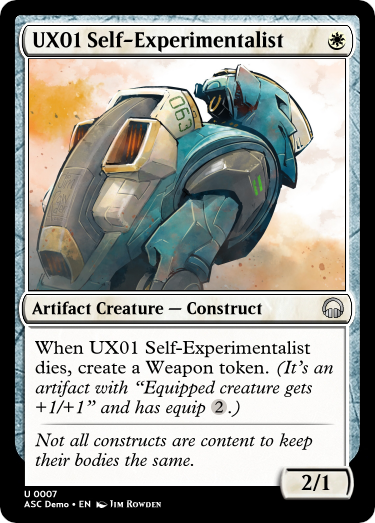 UX01 Self-Experimentalist
063
Artifact Creature — Construct
When UX01 Self-Experimentalist
dies, create a Weapon token. (It's an
artifact with “Equipped creature gets
+1/+1” and has equip 2.)
Not all constructs are content to keep
their bodies the same.
2/1
U 0007
ASC Demo • EN Jim Rowden